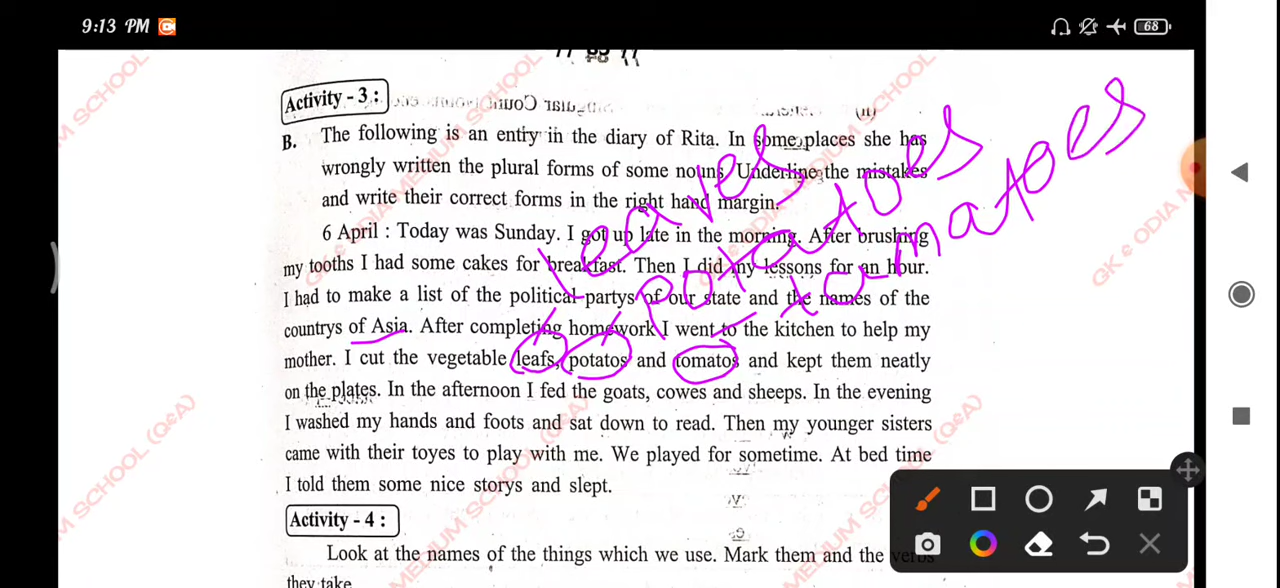 9:13 PM
68
Activity - 3 :
B. The following is an entry in the diary of Rita. In some places she has
wrongly written the plural forms of some nouns. Underline the mistakes
and write their correct forms in the right hand margin.
6 April : Today was Sunday. I got up late in the morning. After brushing
my tooths I had some cakes for breakfast. Then I did my lessons for an hour.
I had to make a list of the political partys of our state and the names of the
countrys of Asia. After completing homework I went to the kitchen to help my
mother. I cut the vegetable leafs, potatos and tomatos and kept them neatly
on the plates. In the afternoon I fed the goats, cowes and sheeps. In the evening
I washed my hands and foots and sat down to read. Then my younger sisters
came with their toyes to play with me. We played for sometime. At bed time
I told them some nice storys and slept.
leaves
potatoes
tamatoes
Activity - 4 :
Look at the names of the things which we use. Mark them and the verbs
they take